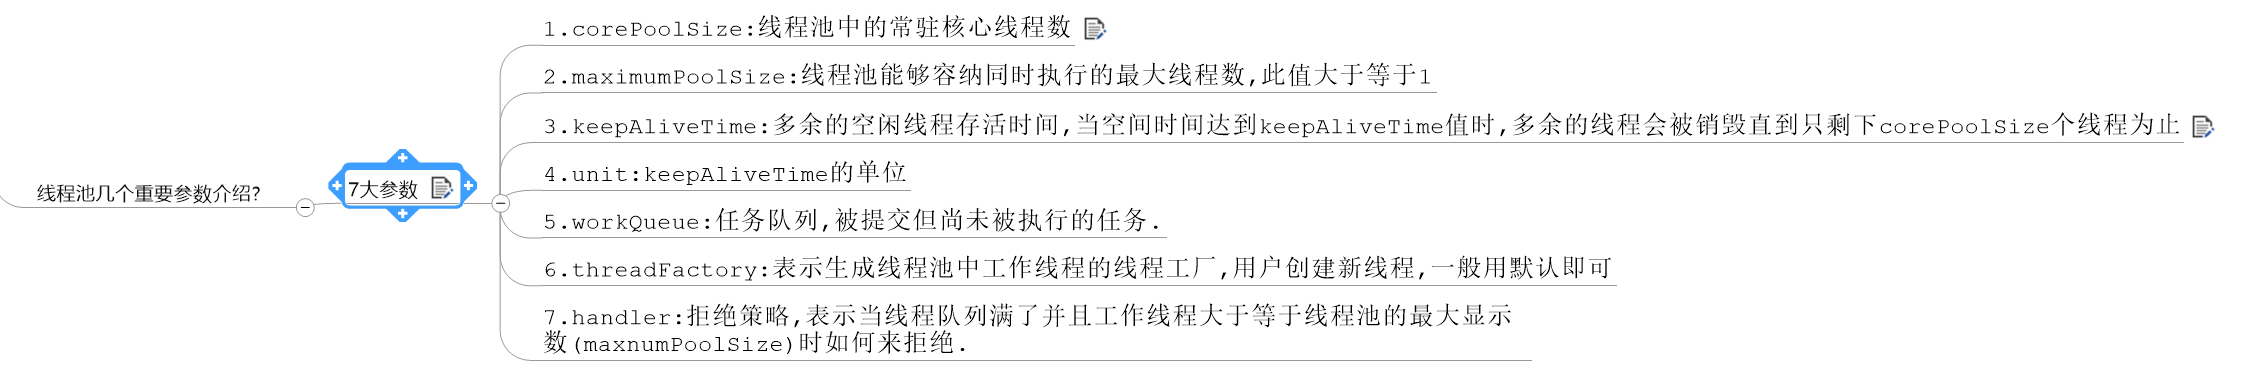 线程池几个重要参数介绍?
7大参数
1.corePoolSize:线程池中的常驻核心线程数
2.maximumPoolSize:线程池能够容纳同时执行的最大线程数,此值大于等于1
3.keepAliveTime:多余的空闲线程存活时间,当空间时间达到keepAliveTime值时,多余的线程会被销毁直到只剩下corePoolSize个线程为止
4.unit:keepAliveTime的单位
5.workQueue:任务队列,被提交但尚未被执行的任务.
6.threadFactory:表示生成线程池中工作线程的线程工厂,用户创建新线程,一般用默认即可
7.handler:拒绝策略,表示当线程队列满了并且工作线程大于等于线程池的最大显示
数(maxnumPoolSize)时如何来拒绝.